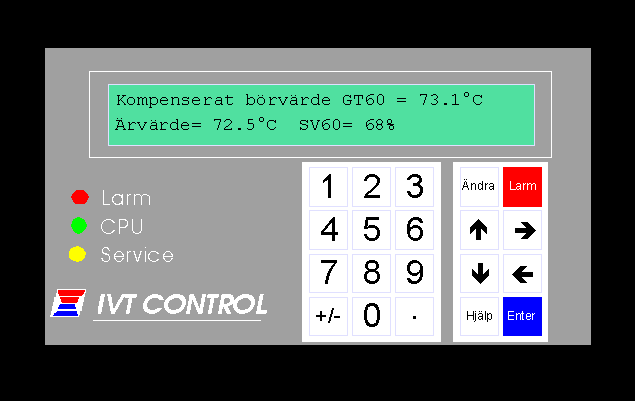 Kompenserat börvärde GT60 = 73.1°C
Ärvärde= 72.5°C SV60= 68%
Larm
CPU
Service
IVT CONTROL
1 2 3
4 5 6
7 8 9
+/- 0 .
Ändra Larm
↑ →
↓ ←
Hjälp Enter